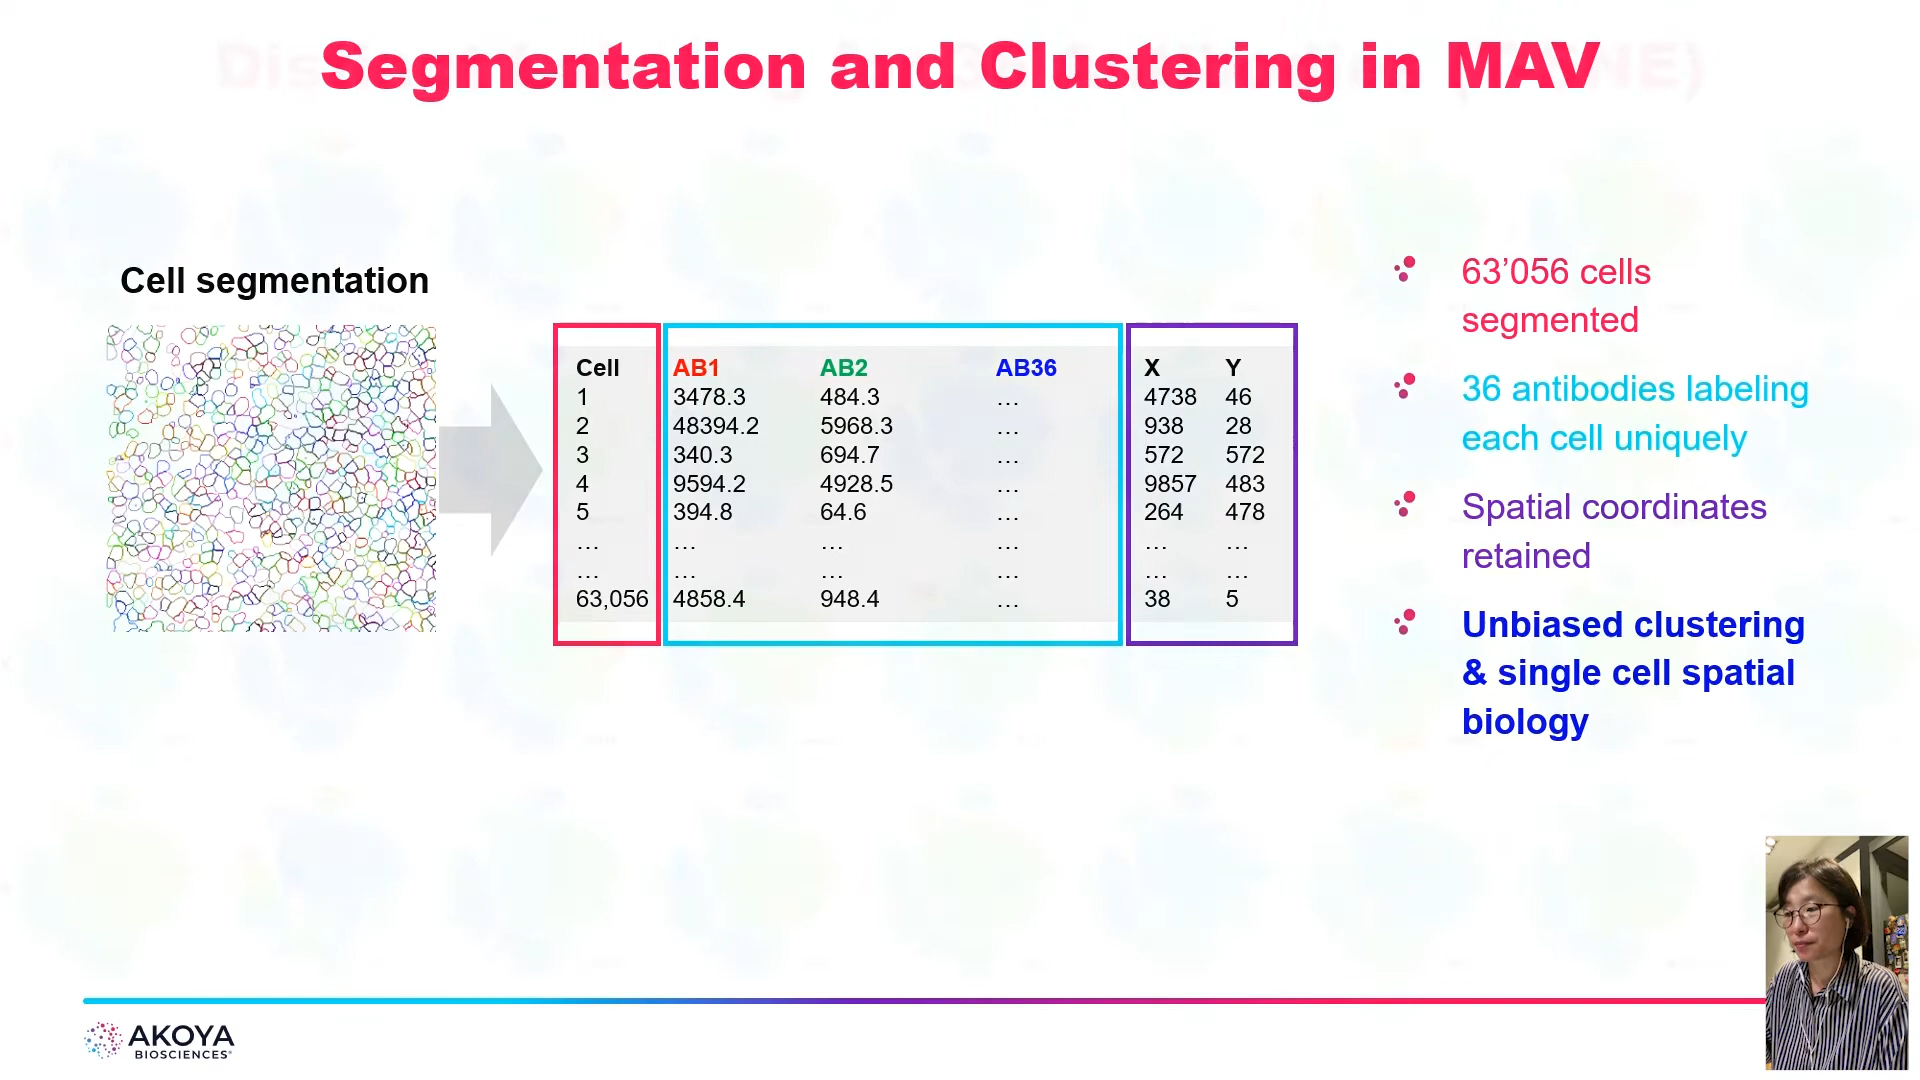 Segmentation and Clustering in MAV
Cell segmentation
Cell AB1 AB2 AB36 X Y
1 3478.3 484.3 … 4738 46
2 48394.2 5968.3 … 938 28
3 340.3 694.7 … 572 572
4 9594.2 4928.5 … 9857 483
5 394.8 64.6 … 264 478
… … … … … …
… … … … … …
63,056 4858.4 948.4 … 38 5
63’056 cells
segmented
36 antibodies labeling
each cell uniquely
Spatial coordinates
retained
Unbiased clustering
& single cell spatial
biology
AKOYA
BIOSCIENCES